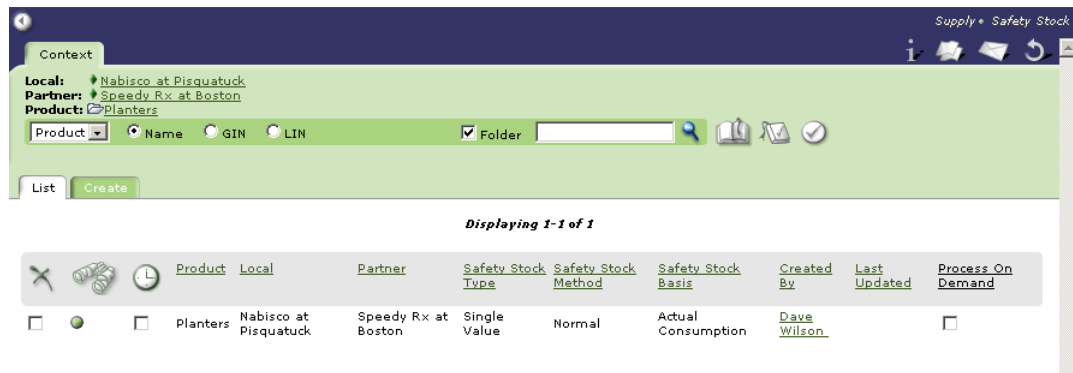 Supply • Safety Stock
Context
Local: Nabisco at Pisquatuck
Partner: Speedy Rx at Boston
Product: Planters
Product Name GIN LIN Folder
List Create
Displaying 1-1 of 1
Product Local Partner Safety Stock Type Safety Stock Method Safety Stock Basis Created By Last Updated Process On Demand
Planters Nabisco at Pisquatuck Speedy Rx at Boston Single Value Normal Actual Consumption Dave Wilson